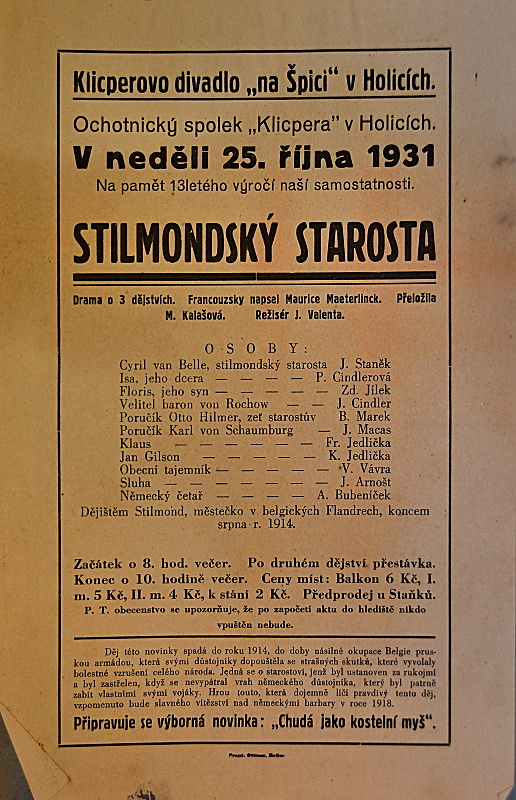 Klicperovo divadlo „na Špici“ v Holicích.
Ochotnický spolek „Klicpera” v Holicích.
V neděli 25. října 1931
Na pamět 13letého výročí naší samostatnosti.
STILMONDSKÝ STAROSTA
Drama o 3 dějstvích. Francouzsky napsal Maurice Maeterlinck. Přeložila
M. Kalašová. Režisér J. Valenta.
OSOBY:
Cyril van Belle, stilmondský starosta J. Staněk
Isa, jeho dcera — — — — P. Cindlerová
Floris, jeho syn — — — — — Zd. Jílek
Velitel baron von Rochow — — J. Cindler
Poručík Otto Hilmer, zeť starostův B. Marek
Poručík Karl von Schaumburg — J. Macas
Klaus — — — — — Fr. Jedlička
Jan Gilson — — — — — K. Jedlička
Obecní tajemník — — — — V. Vávra
Sluha — — — — — — J. Arnošt
Německý četař — — — — A. Bubeníček
Dějištěm Stilmond, městečko v belgických Flandrech, koncem
srpna r. 1914.
Začátek o 8. hod. večer. Po druhém dějství přestávka.
Konec o 10. hodině večer. Ceny míst: Balkon 6 Kč, I.
m. 5 Kč, II. m. 4 Kč, k stání 2 Kč. Předprodej u Staňků.
P. T. obecenstvo se upozorňuje, že po započetí aktu do hlediště nikdo
vpuštěn nebude.
Děj této novinky spadá do roku 1914, do doby násilné okupace Belgie prus-
kou armádou, která svými důstojníky dopouštěla se strašných skutků, které vyvolaly
bolestné vzrušení celého národa. Jedná se o starostovi, jenž byl ustanoven za rukojmí
a byl zastřelen, když se nevypátral vrah německého důstojníka, který byl patrně
zabit vlastními svými vojáky. Hrou touto, která dojemně líčí pravdivý tento děj,
vzpomenuto bude slavného vítězství nad německými barbary v roce 1918.
Připravuje se výborná novinka: „Chudá jako kostelní myš“.